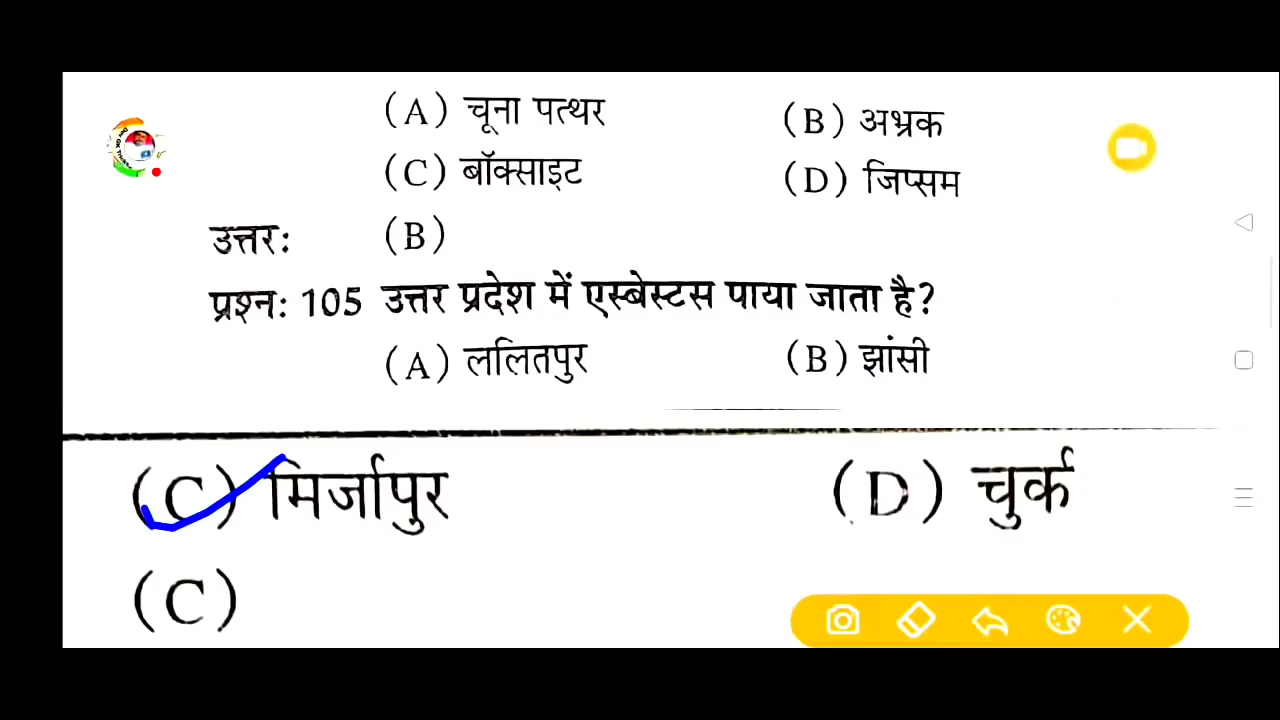 (A) चूना पत्थर (B) अभ्रक
(C) बॉक्साइट (D) जिप्सम
उत्तरः (B)
प्रश्नः 105 उत्तर प्रदेश में एस्बेस्टस पाया जाता है?
(A) ललितपुर (B) झांसी
(C) मिर्जापुर (D) चुर्क
(C)